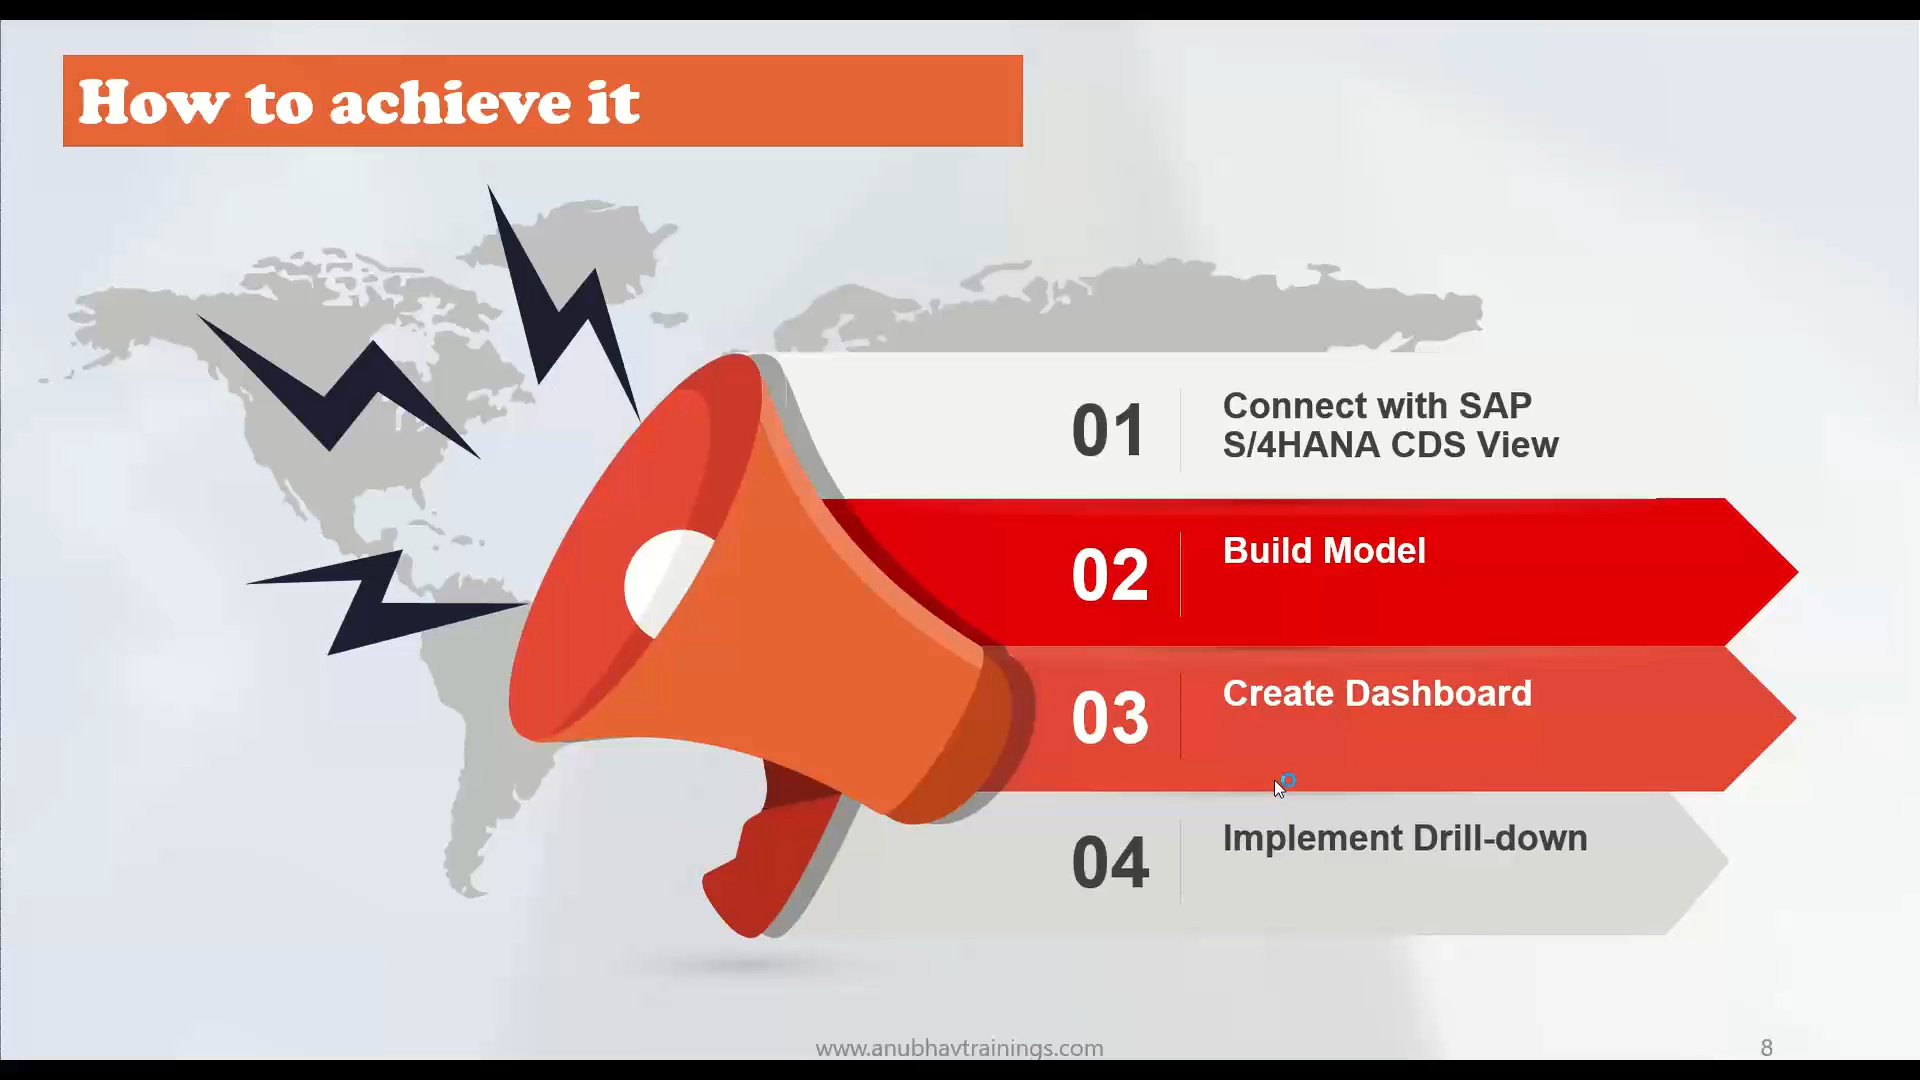 How to achieve it
01
Connect with SAP
S/4HANA CDS View
02
Build Model
03
Create Dashboard
04
Implement Drill-down
www.anubhavtrainings.com
8